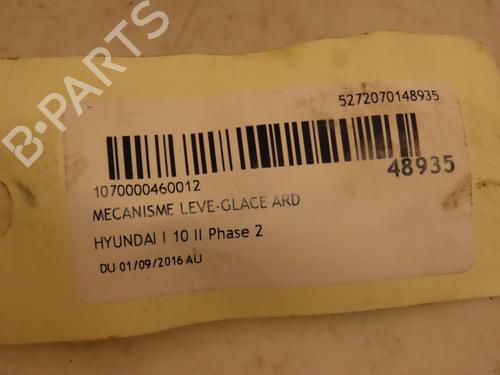 B-PARTS
5272070148935
48935
1070000460012
MECANISME LEVE-GLACE ARD
HYUNDAI I 10 II Phase 2
DU 01/09/2016 AU